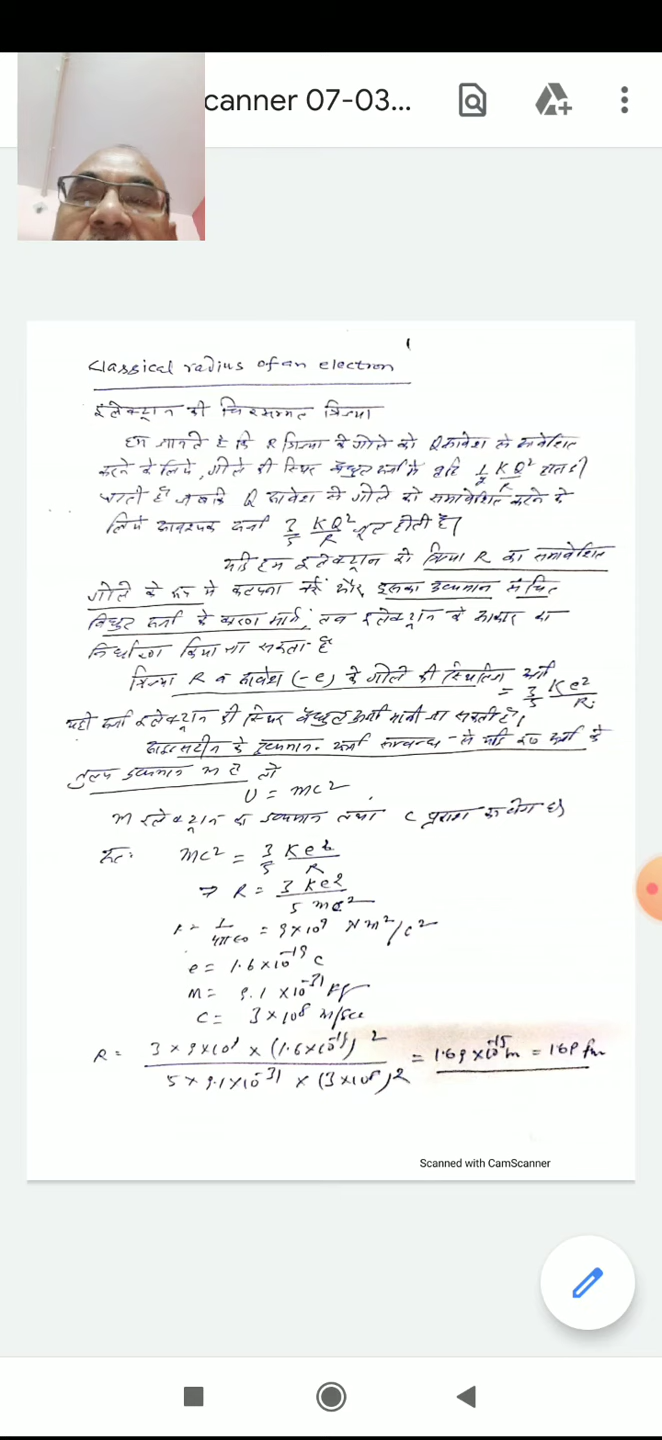 canner 07-03...
1
Classical radius of an electron
इलेक्ट्रान की चिरसम्मत त्रिज्या
हम मानते है कि R त्रिज्या के गोले को Q आवेश से आवेशित
करने के लिये, गोले की स्थिर वैद्युत ऊर्जा में वृद्धि 1/2 KQ²/R होती
है जबकि Q आवेश से गोले को समावेशित करने के
लिये आवश्यक ऊर्जा 3/5 KQ²/R जूल होती है।
यदि हम इलेक्ट्रान को त्रिज्या R का समावेशित
गोले के रूप में कल्पना करें और इसका द्रव्यमान संचित
विद्युत ऊर्जा के कारण माने, तब इलेक्ट्रान के आकार का
निर्धारण किया जा सकता है
त्रिज्या R व आवेश (-e) के गोले की स्थितिज ऊर्जा
= 3/5 Ke²/R
यही ऊर्जा इलेक्ट्रान की स्थिर वैद्युत ऊर्जा मानी जा सकती है।
आइंसटीन के द्रव्यमान ऊर्जा सम्बन्ध से यदि इस ऊर्जा के
तुल्य द्रव्यमान m है तो
U = mc²
m इलेक्ट्रान का द्रव्यमान तथा c प्रकाश का वेग है
अतः mc² = 3/5 Ke²/R
⇒ R = 3 Ke²/5 mc²
K = 1/4πε0 = 9×10⁹ Nm²/c²
e = 1.6×10⁻¹⁹ C
m = 9.1 ×10⁻³¹ kg
c = 3×10⁸ m/sec
R = 3×9×10⁹ × (1.6×10⁻¹⁹)² / 5×9.1×10⁻³¹ × (3×10⁸)² = 1.69×10⁻¹⁵m = 1.69 fm
Scanned with CamScanner